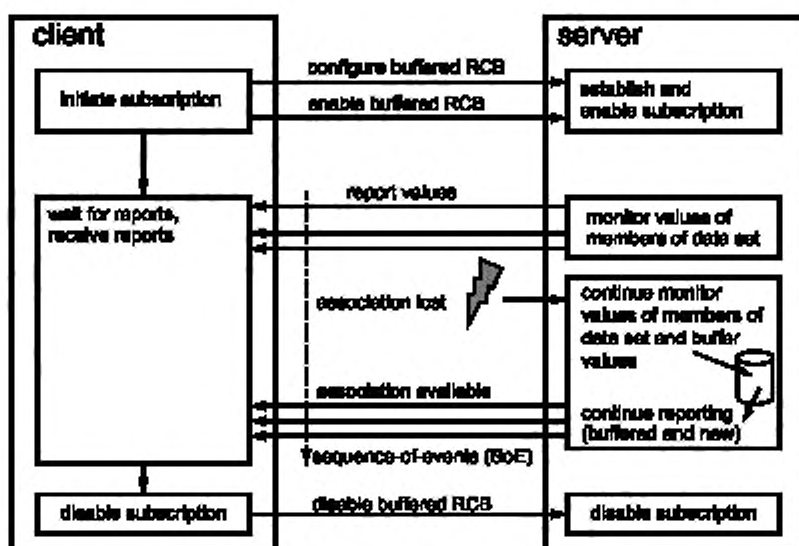 client
server
configure buffered RCB
initiate subscription
establish and
enable subscription
enable buffered RCB
report values
wait for reports,
receive reports
monitor values of
members of data set
association lost
continue monitor
values of members of
data set and buffer
values
association available
continue reporting
(buffered and new)
sequence-of-events (SoE)
disable subscription
disable buffered RCB
disable subscription